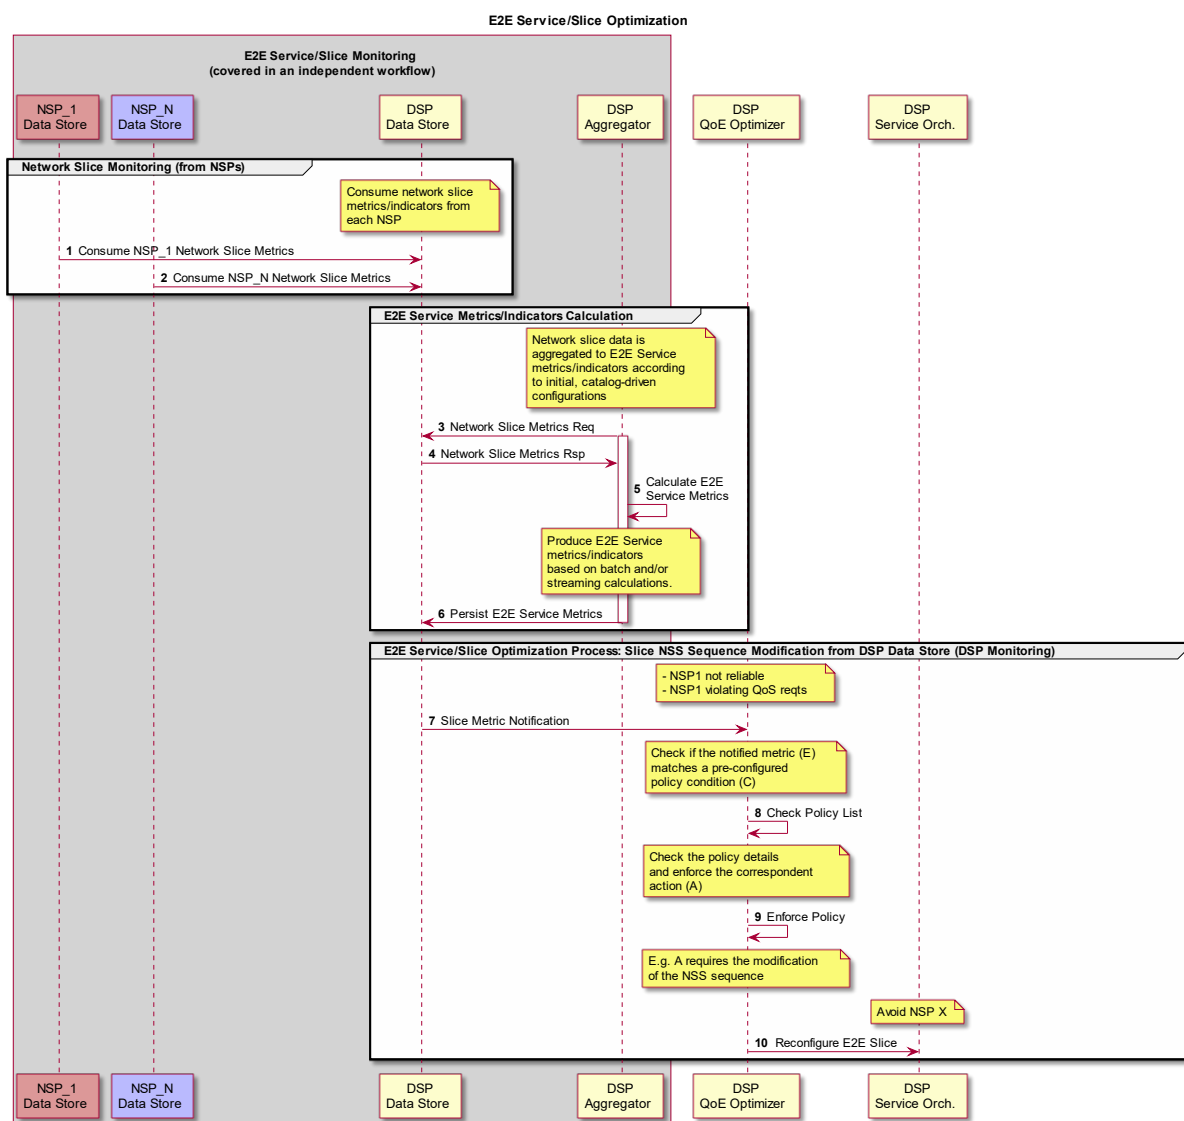 E2E Service/Slice Optimization
E2E Service/Slice Monitoring
(covered in an independent workflow)
NSP_1
Data Store
NSP_N
Data Store
DSP
Data Store
DSP
Aggregator
DSP
QoE Optimizer
DSP
Service Orch.
Network Slice Monitoring (from NSPs)
Consume network slice
metrics/indicators from
each NSP
1 Consume NSP_1 Network Slice Metrics
2 Consume NSP_N Network Slice Metrics
E2E Service Metrics/Indicators Calculation
Network slice data is
aggregated to E2E Service
metrics/indicators according
to initial, catalog-driven
configurations
3 Network Slice Metrics Req
4 Network Slice Metrics Rsp
5 Calculate E2E
Service Metrics
Produce E2E Service
metrics/indicators
based on batch and/or
streaming calculations.
6 Persist E2E Service Metrics
E2E Service/Slice Optimization Process: Slice NSS Sequence Modification from DSP Data Store (DSP Monitoring)
- NSP1 not reliable
- NSP1 violating QoS reqts
7 Slice Metric Notification
Check if the notified metric (E)
matches a pre-configured
policy condition (C)
8 Check Policy List
Check the policy details
and enforce the correspondent
action (A)
9 Enforce Policy
E.g. A requires the modification
of the NSS sequence
Avoid NSP X
10 Reconfigure E2E Slice
NSP_1
Data Store
NSP_N
Data Store
DSP
Data Store
DSP
Aggregator
DSP
QoE Optimizer
DSP
Service Orch.